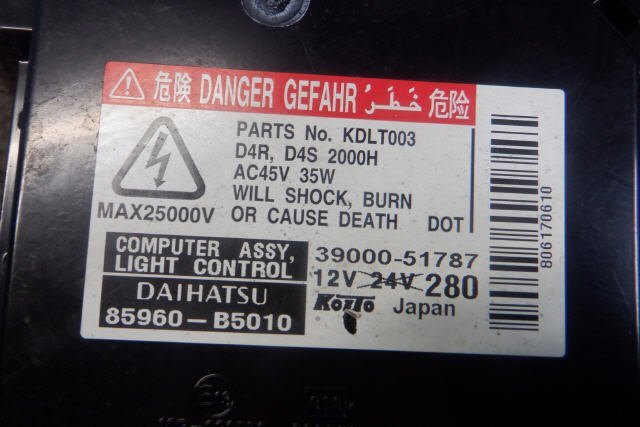 危険 DANGER GEFAHR خَطَرْ 危险
PARTS No. KDLT003
D4R, D4S 2000H
AC45V 35W
WILL SHOCK, BURN
OR CAUSE DEATH DOT
MAX25000V
COMPUTER ASSY,
LIGHT CONTROL
DAIHATSU
85960-B5010
39000-51787
12V 24V 280
KOITO Japan
806170610